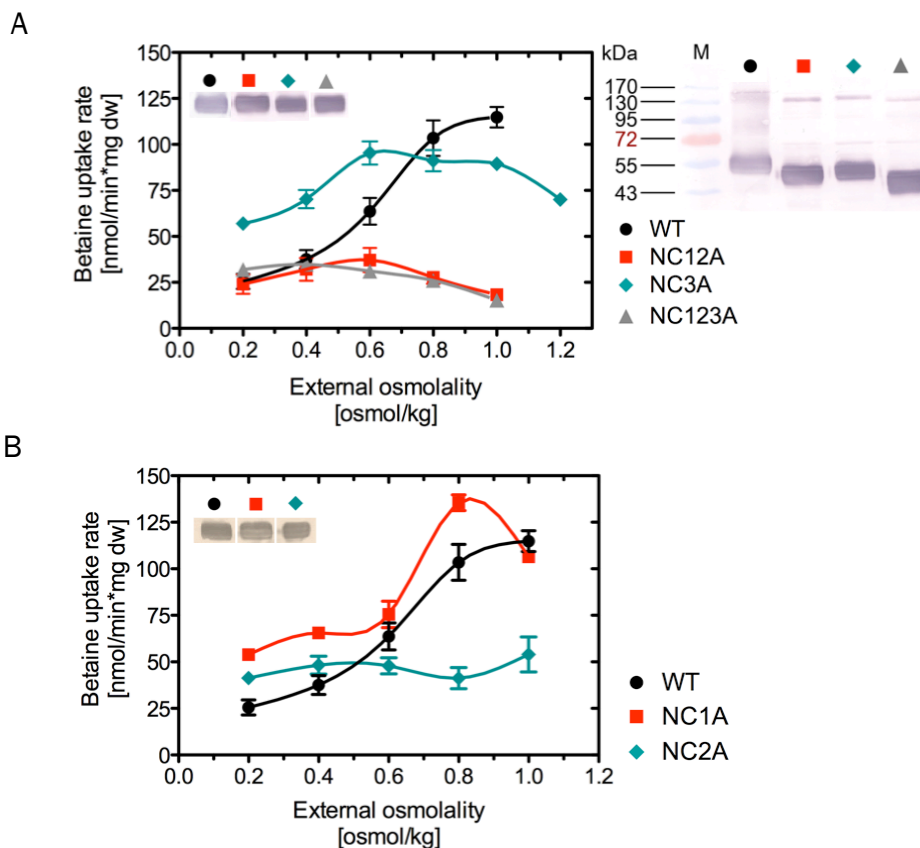 A
150
125
100
75
50
25
0
Betaine uptake rate
[nmol/min*mg dw]
0.0 0.2 0.4 0.6 0.8 1.0 1.2
External osmolality
[osmol/kg]
kDa M
170
130
95
72
55
43
WT
NC12A
NC3A
NC123A
B
150
125
100
75
50
25
0
Betaine uptake rate
[nmol/min*mg dw]
0.0 0.2 0.4 0.6 0.8 1.0 1.2
External osmolality
[osmol/kg]
WT
NC1A
NC2A